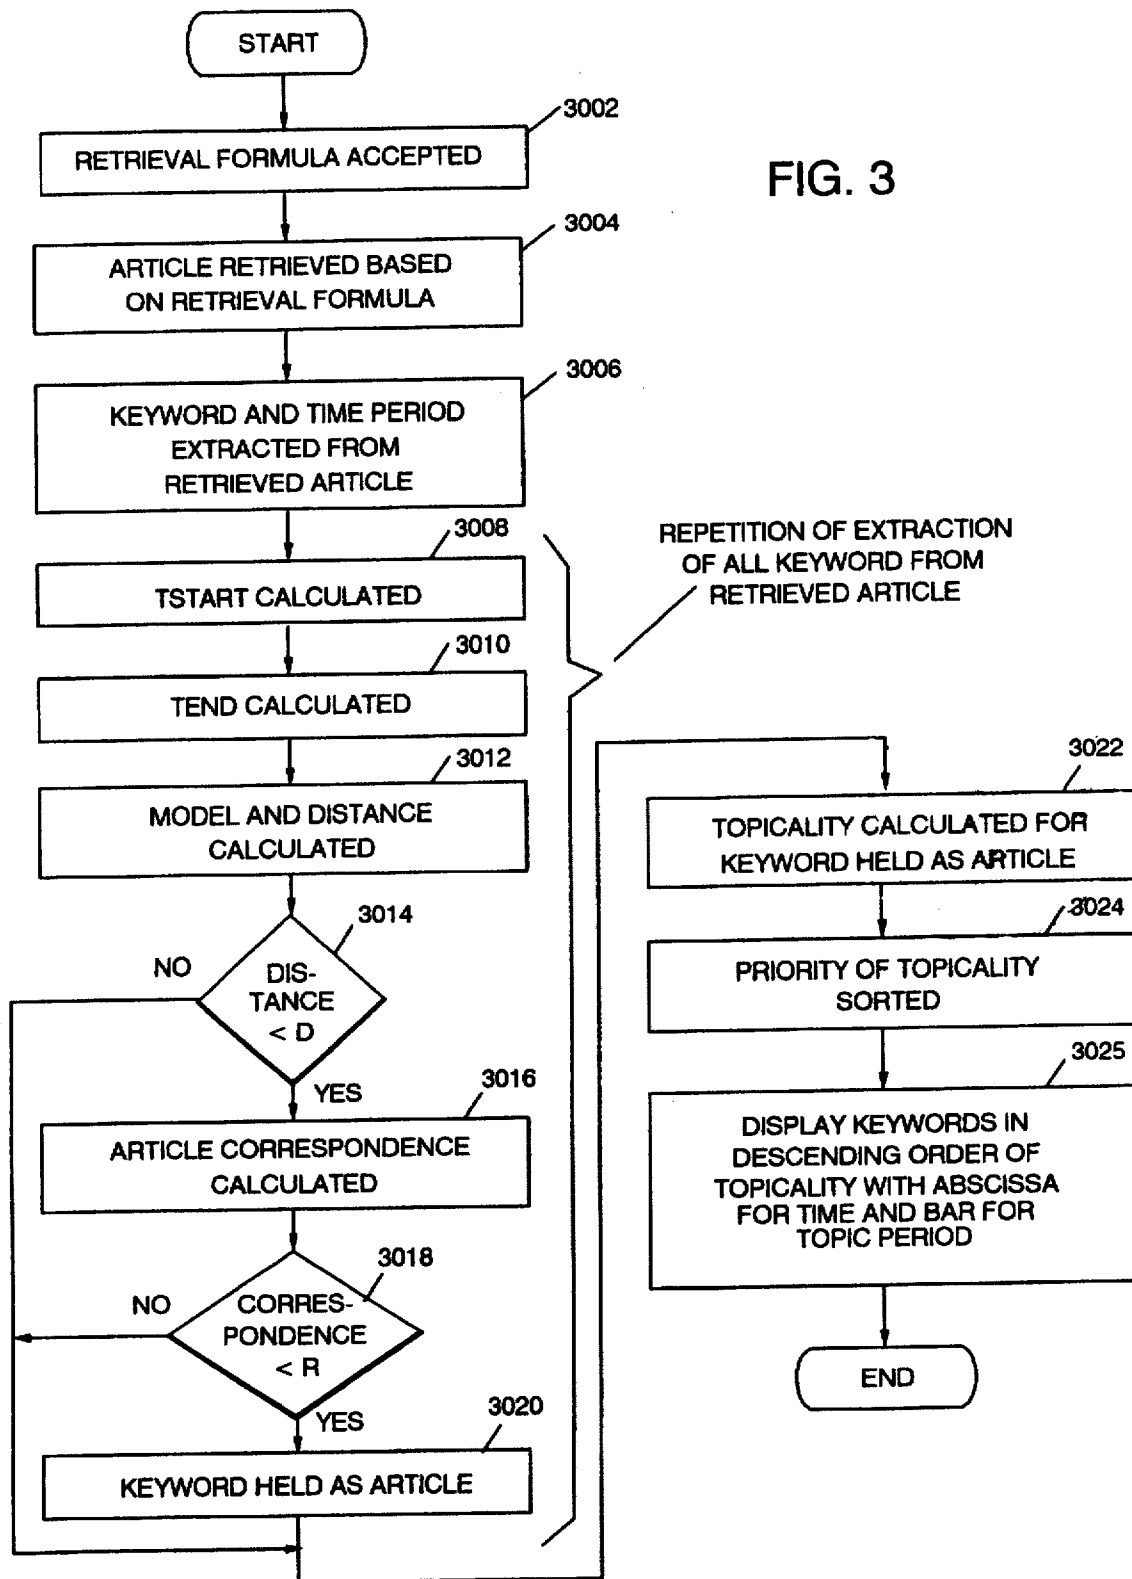 START
3002
RETRIEVAL FORMULA ACCEPTED
FIG. 3
3004
ARTICLE RETRIEVED BASED
ON RETRIEVAL FORMULA
3006
KEYWORD AND TIME PERIOD
EXTRACTED FROM
RETRIEVED ARTICLE
3008
TSTART CALCULATED
REPETITION OF EXTRACTION
OF ALL KEYWORD FROM
RETRIEVED ARTICLE
3010
TEND CALCULATED
3012
MODEL AND DISTANCE
CALCULATED
3014
NO
DIS-
TANCE
< D
YES
3016
ARTICLE CORRESPONDENCE
CALCULATED
3018
NO
CORRES-
PONDENCE
< R
YES
3020
KEYWORD HELD AS ARTICLE
3022
TOPICALITY CALCULATED FOR
KEYWORD HELD AS ARTICLE
3024
PRIORITY OF TOPICALITY
SORTED
3025
DISPLAY KEYWORDS IN
DESCENDING ORDER OF
TOPICALITY WITH ABSCISSA
FOR TIME AND BAR FOR
TOPIC PERIOD
END